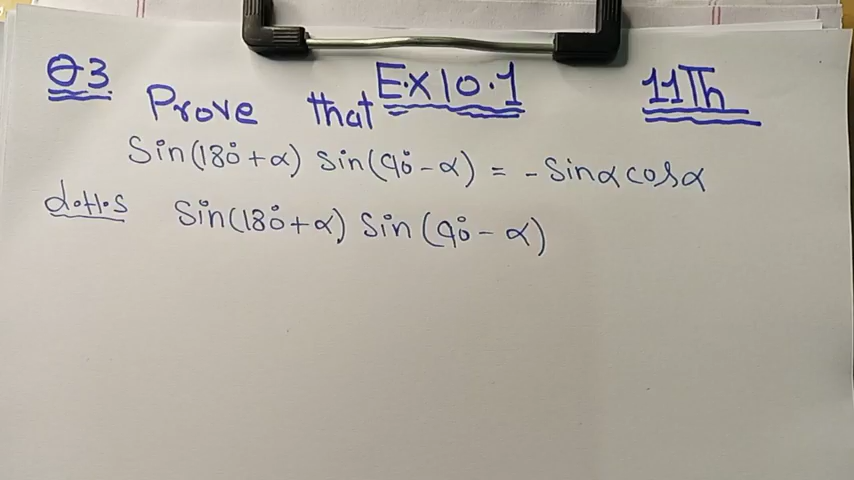 Q3. Ex 10.1 11Th
Prove that
Sin(180°+α) Sin(90°-α) = -Sinα cosα
L.H.S Sin(180°+α) Sin(90°-α)